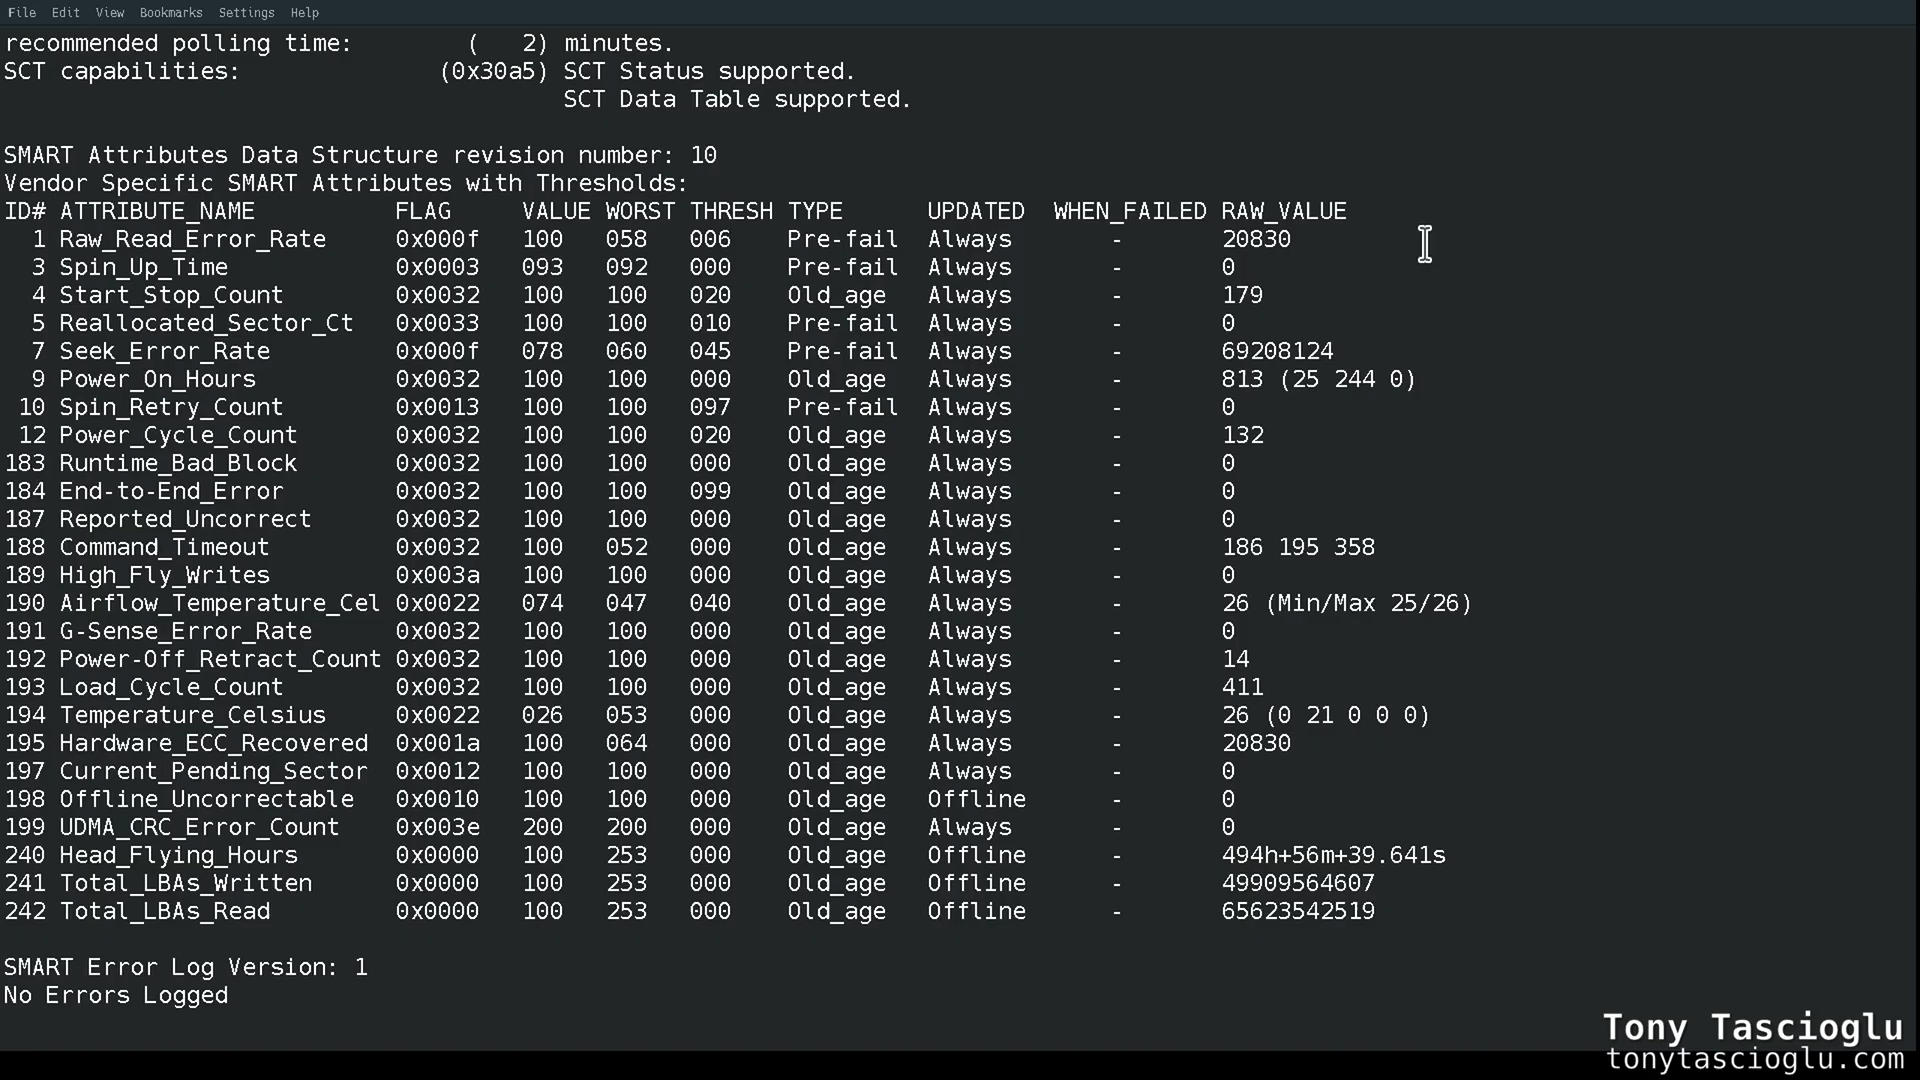 File Edit View Bookmarks Settings Help
recommended polling time: ( 2) minutes.
SCT capabilities: (0x30a5) SCT Status supported.
SCT Data Table supported.
SMART Attributes Data Structure revision number: 10
Vendor Specific SMART Attributes with Thresholds:
ID# ATTRIBUTE_NAME FLAG VALUE WORST THRESH TYPE UPDATED WHEN_FAILED RAW_VALUE
1 Raw_Read_Error_Rate 0x000f 100 058 006 Pre-fail Always - 20830
3 Spin_Up_Time 0x0003 093 092 000 Pre-fail Always - 0
4 Start_Stop_Count 0x0032 100 100 020 Old_age Always - 179
5 Reallocated_Sector_Ct 0x0033 100 100 010 Pre-fail Always - 0
7 Seek_Error_Rate 0x000f 078 060 045 Pre-fail Always - 69208124
9 Power_On_Hours 0x0032 100 100 000 Old_age Always - 813 (25 244 0)
10 Spin_Retry_Count 0x0013 100 100 097 Pre-fail Always - 0
12 Power_Cycle_Count 0x0032 100 100 020 Old_age Always - 132
183 Runtime_Bad_Block 0x0032 100 100 000 Old_age Always - 0
184 End-to-End_Error 0x0032 100 100 099 Old_age Always - 0
187 Reported_Uncorrect 0x0032 100 100 000 Old_age Always - 0
188 Command_Timeout 0x0032 100 052 000 Old_age Always - 186 195 358
189 High_Fly_Writes 0x003a 100 100 000 Old_age Always - 0
190 Airflow_Temperature_Cel 0x0022 074 047 040 Old_age Always - 26 (Min/Max 25/26)
191 G-Sense_Error_Rate 0x0032 100 100 000 Old_age Always - 0
192 Power-Off_Retract_Count 0x0032 100 100 000 Old_age Always - 14
193 Load_Cycle_Count 0x0032 100 100 000 Old_age Always - 411
194 Temperature_Celsius 0x0022 026 053 000 Old_age Always - 26 (0 21 0 0 0)
195 Hardware_ECC_Recovered 0x001a 100 064 000 Old_age Always - 20830
197 Current_Pending_Sector 0x0012 100 100 000 Old_age Always - 0
198 Offline_Uncorrectable 0x0010 100 100 000 Old_age Offline - 0
199 UDMA_CRC_Error_Count 0x003e 200 200 000 Old_age Always - 0
240 Head_Flying_Hours 0x0000 100 253 000 Old_age Offline - 494h+56m+39.641s
241 Total_LBAs_Written 0x0000 100 253 000 Old_age Offline - 49909564607
242 Total_LBAs_Read 0x0000 100 253 000 Old_age Offline - 65623542519
SMART Error Log Version: 1
No Errors Logged
Tony Tascioglu
tonytascioglu.com